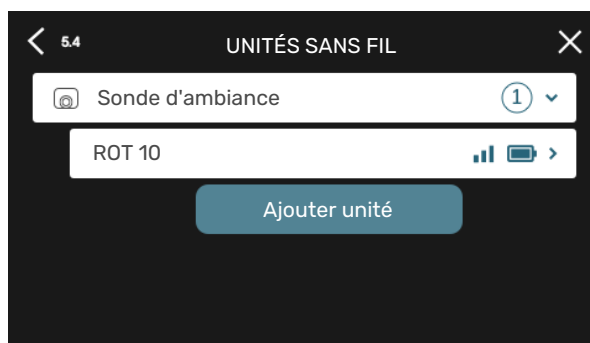 5.4 UNITÉS SANS FIL
Sonde d'ambiance 1
ROT 10
Ajouter unité